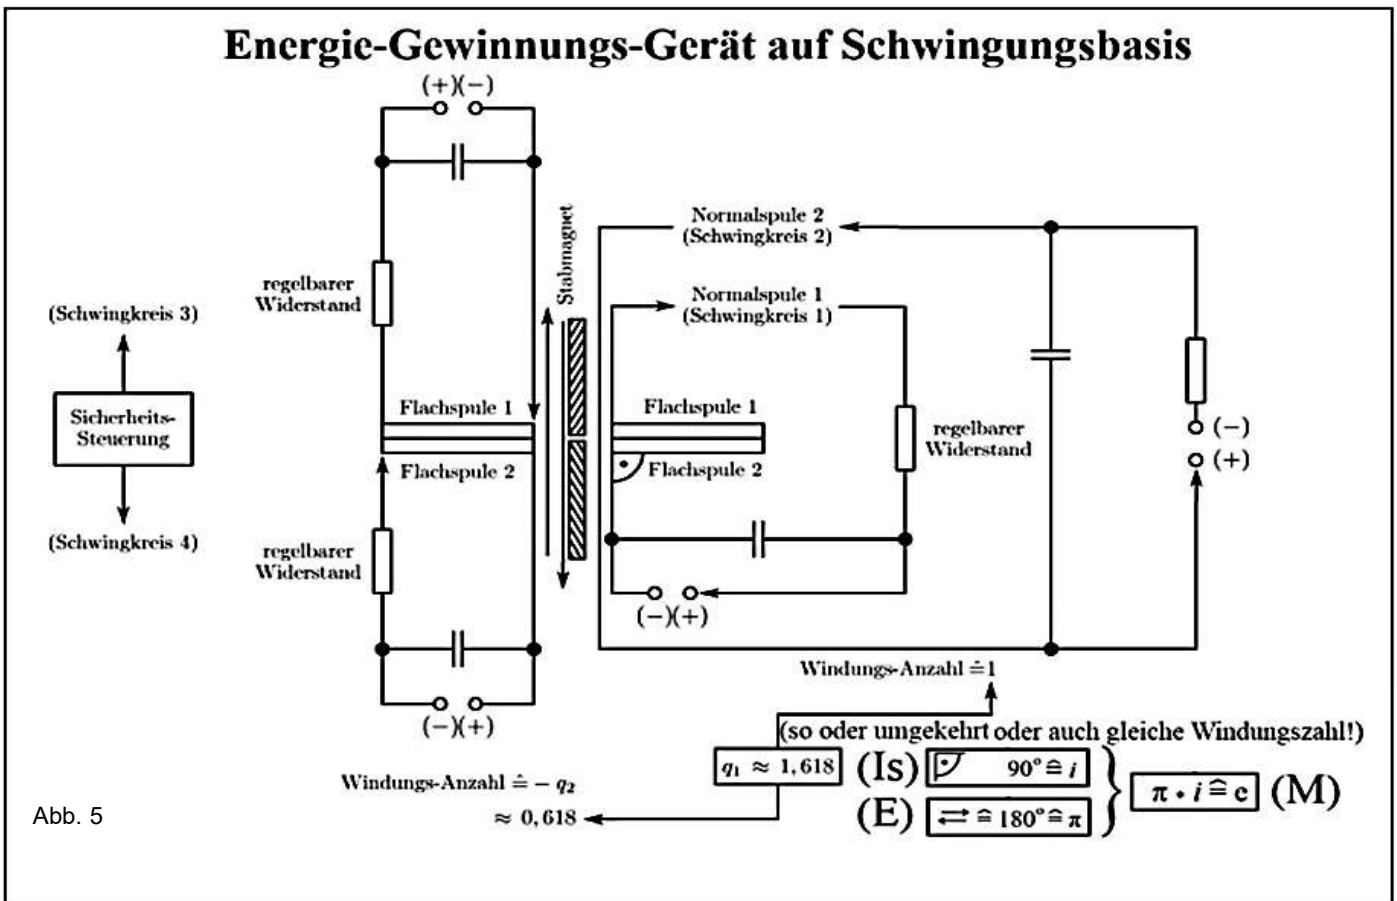 Energie-Gewinnungs-Gerät auf Schwingungsbasis
(+)(−)
Stabmagnet
Normalspule 2
(Schwingkreis 2)
regelbarer
Widerstand
Normalspule 1
(Schwingkreis 1)
(Schwingkreis 3)
Sicherheits-
Steuerung
(Schwingkreis 4)
Flachspule 1
Flachspule 2
Flachspule 1
Flachspule 2
regelbarer
Widerstand
(−)
(+)
regelbarer
Widerstand
(−)(+)
(−)(+)
Windungs-Anzahl ≙ 1
(so oder umgekehrt oder auch gleiche Windungszahl!)
q₁ ≈ 1,618
(Is)
90° ≙ i
Windungs-Anzahl ≙ − q₂
≈ 0,618
(E)
⇄ ≙ 180° ≙ π
π • i ≙ c (M)
Abb. 5